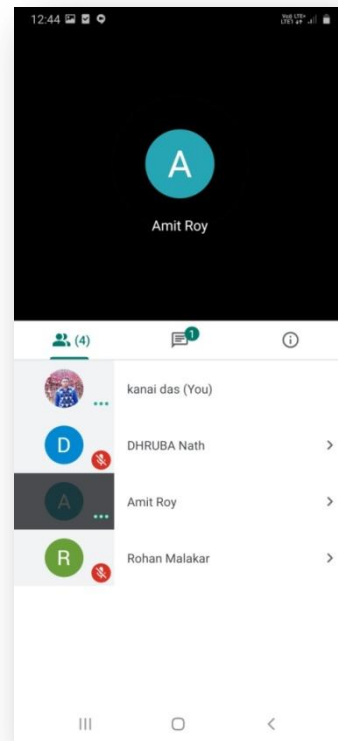 12:44
A
Amit Roy
(4)
1
kanai das (You)
D
DHRUBA Nath
A
Amit Roy
R
Rohan Malakar